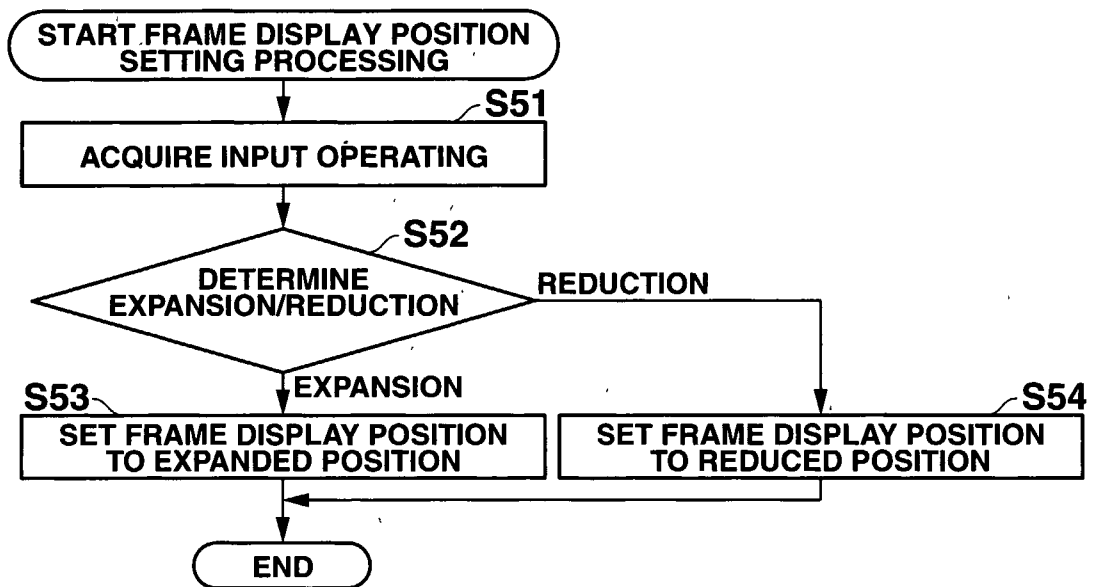 START FRAME DISPLAY POSITION
SETTING PROCESSING
S51
ACQUIRE INPUT OPERATING
S52
DETERMINE
EXPANSION/REDUCTION
REDUCTION
EXPANSION
S53
SET FRAME DISPLAY POSITION
TO EXPANDED POSITION
S54
SET FRAME DISPLAY POSITION
TO REDUCED POSITION
END